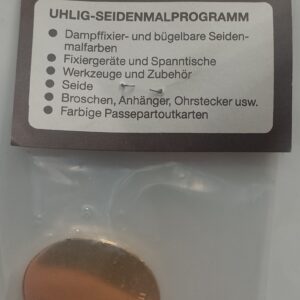 UHLIG-SEIDENMALPROGRAMM
● Dampffixier- und bügelbare Seiden-
malfarben
● Fixiergeräte und Spanntische
● Werkzeuge und Zubehör
● Seide
● Broschen, Anhänger, Ohrstecker usw.
● Farbige Passepartoutkarten